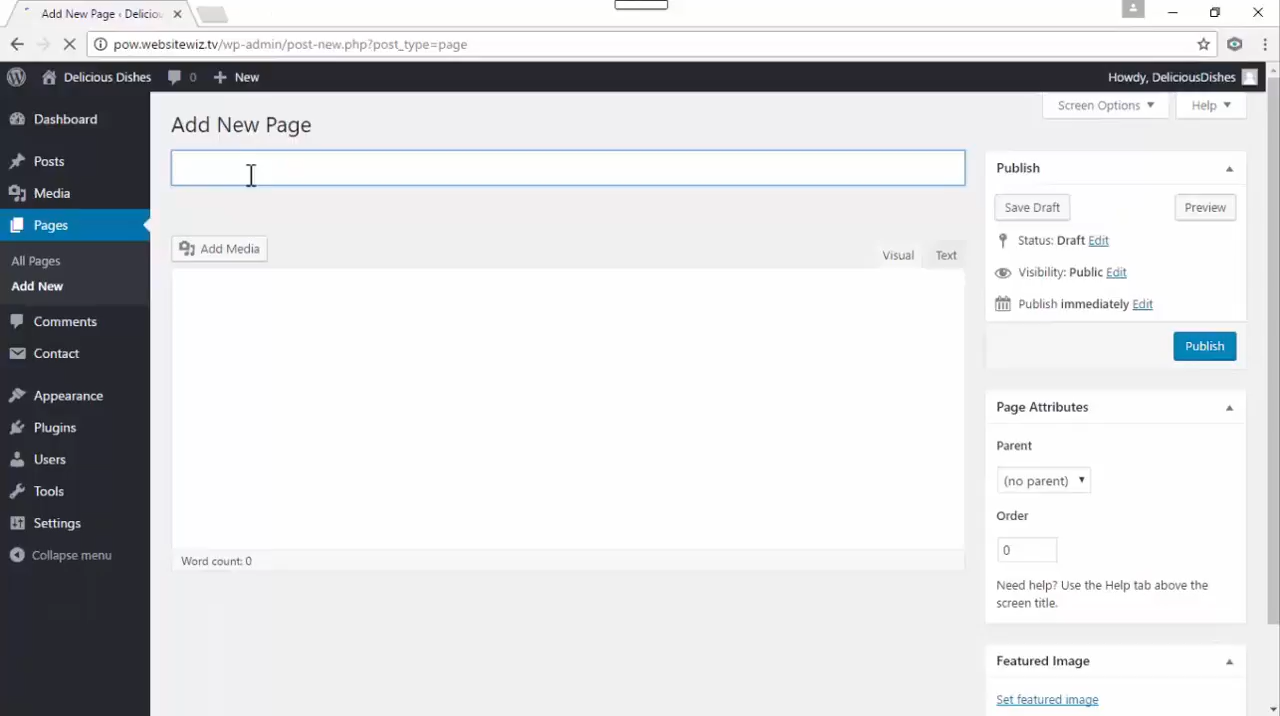 Add New Page ‹ Deliciou
pow.websitewiz.tv/wp-admin/post-new.php?post_type=page
Delicious Dishes
0
New
Howdy, DeliciousDishes
Screen Options
Help
Dashboard
Posts
Media
Pages
All Pages
Add New
Comments
Contact
Appearance
Plugins
Users
Tools
Settings
Collapse menu
Add New Page
Add Media
Visual
Text
Word count: 0
Publish
Save Draft
Preview
Status: Draft Edit
Visibility: Public Edit
Publish immediately Edit
Publish
Page Attributes
Parent
(no parent)
Order
0
Need help? Use the Help tab above the
screen title.
Featured Image
Set featured image